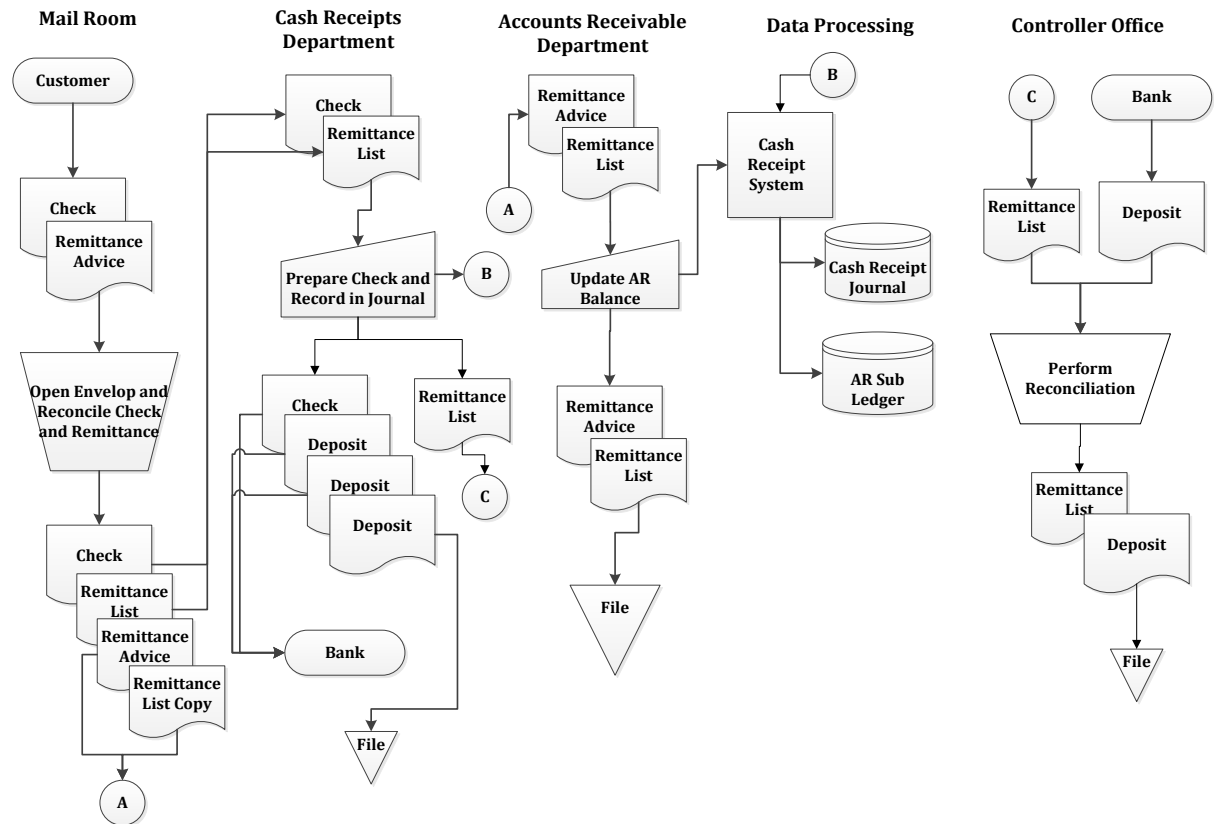 Mail Room
Customer
Check
Remittance
Advice
Open Envelop and
Reconcile Check
and Remittance
Check
Remittance
List
Remittance
Advice
Remittance
List Copy
A
Cash Receipts
Department
Check
Remittance
List
Prepare Check and
Record in Journal
B
Check
Deposit
Deposit
Deposit
Remittance
List
C
Bank
File
Accounts Receivable
Department
Remittance
Advice
Remittance
List
A
Update AR
Balance
Remittance
Advice
Remittance
List
File
Data Processing
B
Cash
Receipt
System
Cash Receipt
Journal
AR Sub
Ledger
Controller Office
C
Bank
Remittance
List
Deposit
Perform
Reconciliation
Remittance
List
Deposit
File